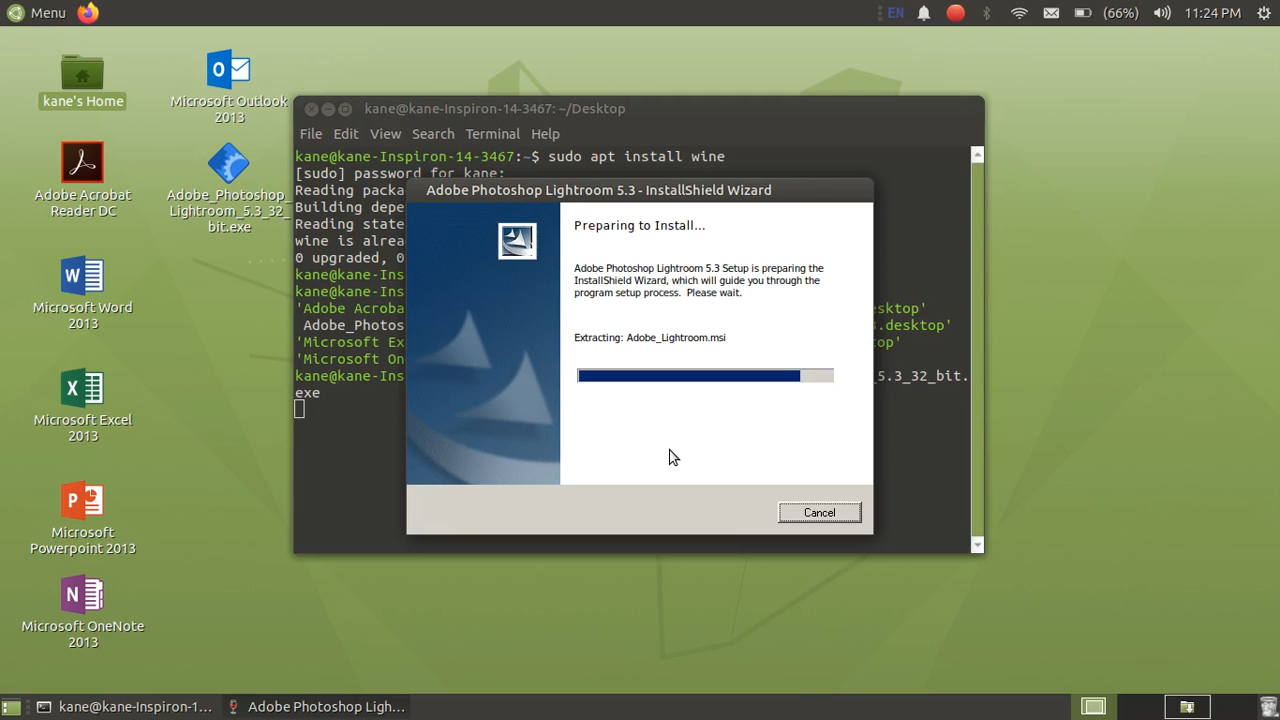 Menu
EN
(66%)
11:24 PM
kane's Home
Microsoft Outlook
2013
Adobe Acrobat
Reader DC
Adobe_Photoshop_
Lightroom_5.3_32_
bit.exe
Microsoft Word
2013
Microsoft Excel
2013
Microsoft
Powerpoint 2013
Microsoft OneNote
2013
kane@kane-Inspiron-14-3467: ~/Desktop
File Edit View Search Terminal Help
kane@kane-Inspiron-14-3467:~$ sudo apt install wine
[sudo] password for kane:
Reading packa
Building depe
Reading state
wine is alrea
0 upgraded, 0
kane@kane-Ins
kane@kane-Ins
'Adobe Acroba esktop'
Adobe_Photos .desktop'
'Microsoft Ex op'
'Microsoft On
kane@kane-Ins _5.3_32_bit.
exe
Adobe Photoshop Lightroom 5.3 - InstallShield Wizard
Preparing to Install...
Adobe Photoshop Lightroom 5.3 Setup is preparing the
InstallShield Wizard, which will guide you through the
program setup process. Please wait.
Extracting: Adobe_Lightroom.msi
Cancel
kane@kane-Inspiron-1...
Adobe Photoshop Ligh...